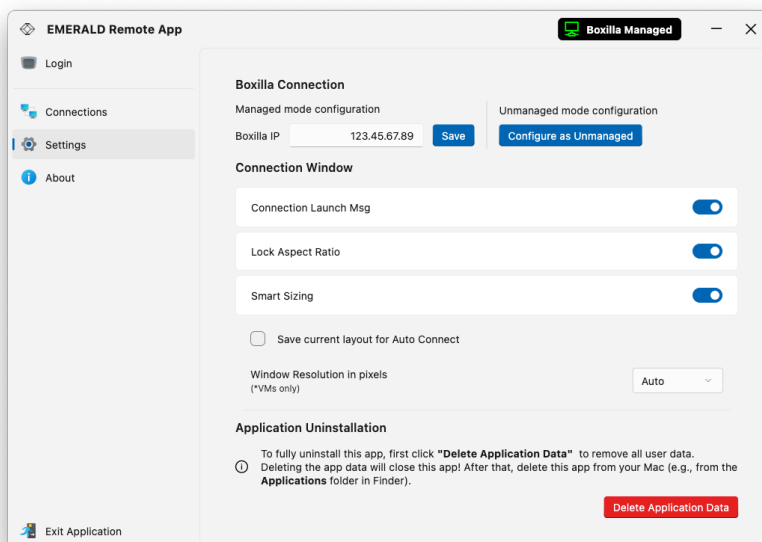 EMERALD Remote App
Boxilla Managed
Login
Connections
Settings
About
Exit Application
Boxilla Connection
Managed mode configuration
Boxilla IP 123.45.67.89 Save
Unmanaged mode configuration
Configure as Unmanaged
Connection Window
Connection Launch Msg
Lock Aspect Ratio
Smart Sizing
Save current layout for Auto Connect
Window Resolution in pixels
(*VMs only)
Auto
Application Uninstallation
To fully uninstall this app, first click "Delete Application Data" to remove all user data.
Deleting the app data will close this app! After that, delete this app from your Mac (e.g., from the
Applications folder in Finder).
Delete Application Data